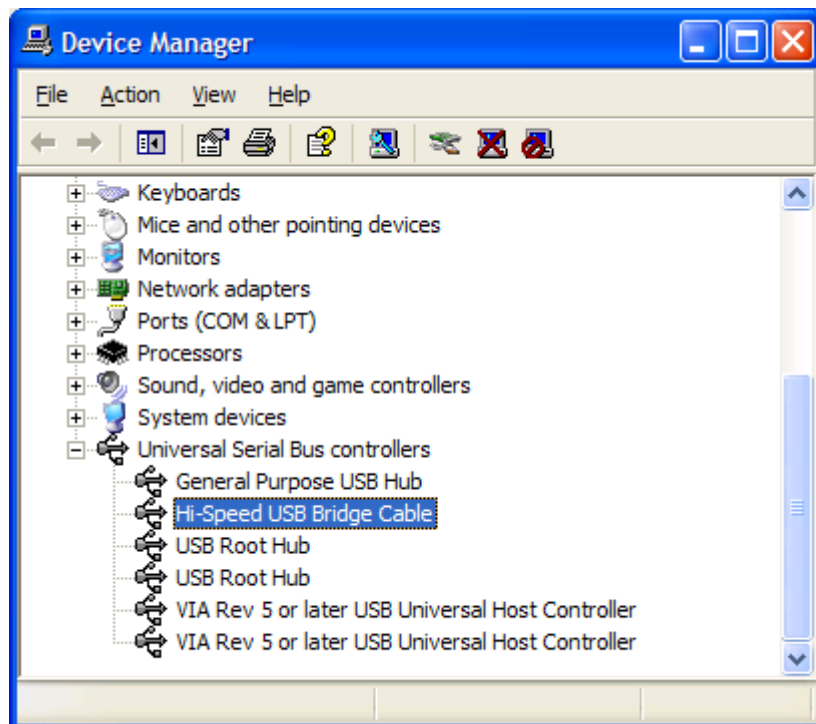 Device Manager
File Action View Help
Keyboards
Mice and other pointing devices
Monitors
Network adapters
Ports (COM & LPT)
Processors
Sound, video and game controllers
System devices
Universal Serial Bus controllers
General Purpose USB Hub
Hi-Speed USB Bridge Cable
USB Root Hub
USB Root Hub
VIA Rev 5 or later USB Universal Host Controller
VIA Rev 5 or later USB Universal Host Controller